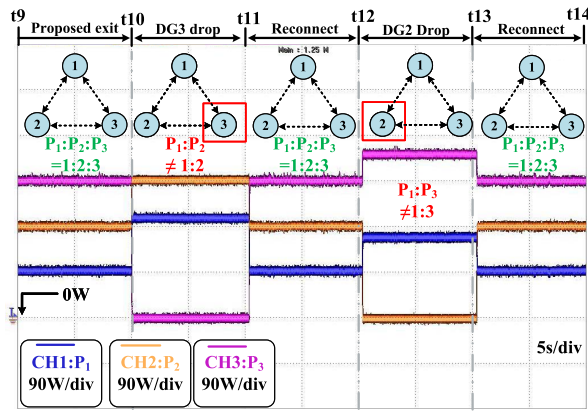 t9 t10 t11 t12 t13 t14
Proposed exit DG3 drop Reconnect DG2 Drop Reconnect
Main : 1.25 M
1 1 1 1 1
2 3 2 3 2 3 2 3 2 3
P1:P2:P3 P1:P2 P1:P2:P3 P1:P2:P3
=1:2:3 ≠ 1:2 =1:2:3 =1:2:3
P1:P3
≠1:3
0W
CH1:P1 CH2:P2 CH3:P3
90W/div 90W/div 90W/div
5s/div